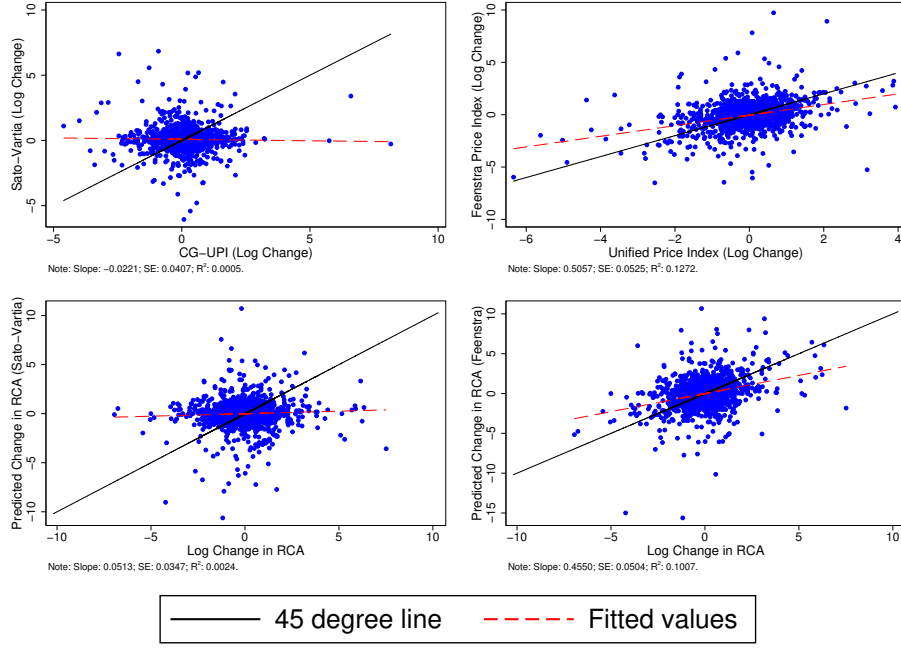 Sato−Vartia (Log Change)
10
5
0
−5
−5
0
5
10
CG−UPI (Log Change)
Note: Slope: −0.0221; SE: 0.0407; R²: 0.0005.
Feenstra Price Index (Log Change)
10
5
0
−5
−10
−6
−4
−2
0
2
4
Unified Price Index (Log Change)
Note: Slope: 0.5057; SE: 0.0525; R²: 0.1272.
Predicted Change in RCA (Sato−Vartia)
10
5
0
−5
−10
−10
−5
0
5
10
Log Change in RCA
Note: Slope: 0.0513; SE: 0.0347; R²: 0.0024.
Predicted Change in RCA (Feenstra)
10
5
0
−5
−10
−15
−10
−5
0
5
10
Log Change in RCA
Note: Slope: 0.4550; SE: 0.0504; R²: 0.1007.
45 degree line
Fitted values